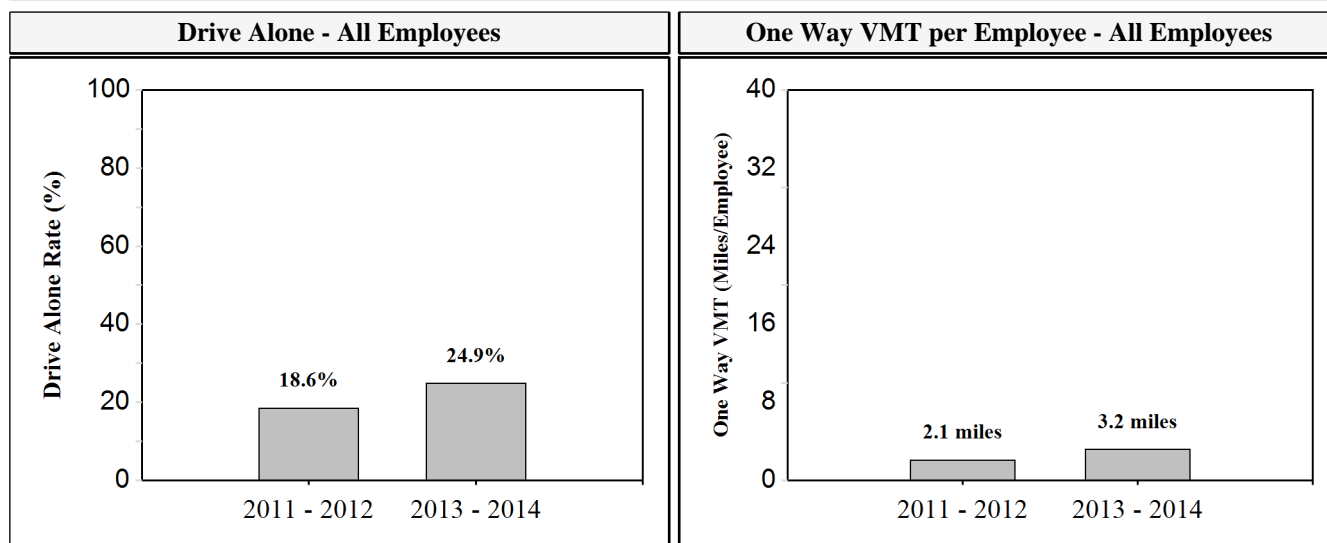 Drive Alone - All Employees
Drive Alone Rate (%)
100
80
60
40
20
0
18.6%
24.9%
2011 - 2012
2013 - 2014
One Way VMT per Employee - All Employees
One Way VMT (Miles/Employee)
40
32
24
16
8
0
2.1 miles
3.2 miles
2011 - 2012
2013 - 2014